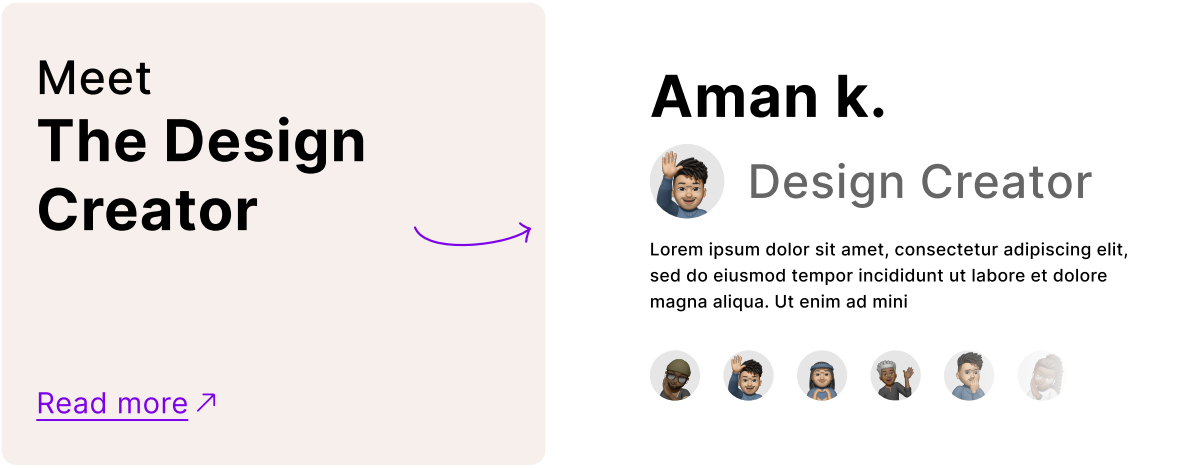 Meet
The Design
Creator
Read more
Aman k.
Design Creator
Lorem ipsum dolor sit amet, consectetur adipiscing elit,
sed do eiusmod tempor incididunt ut labore et dolore
magna aliqua. Ut enim ad mini